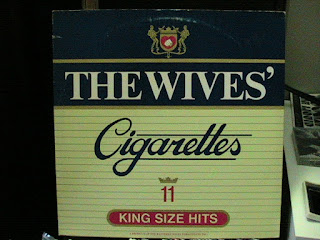 THE WIVES'
Cigarettes
11
KING SIZE HITS